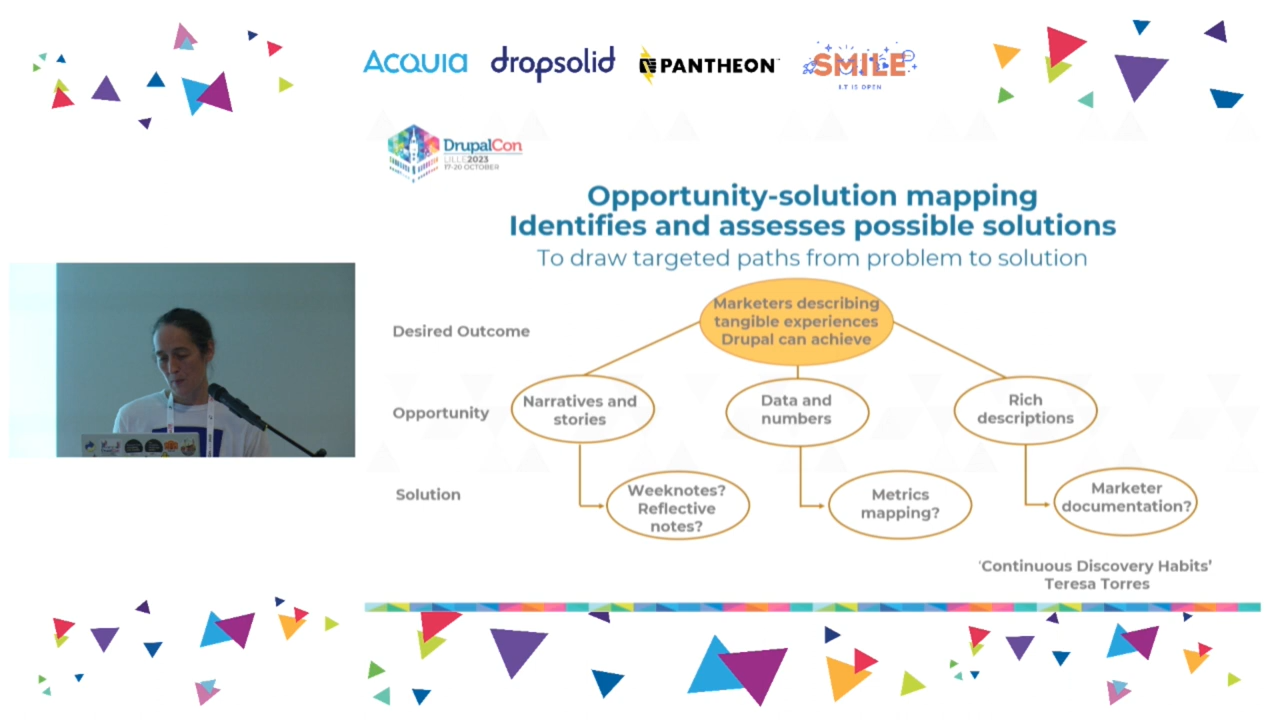 ACQUIA
dropsolid
PANTHEON
SMILE
I.T IS OPEN
DrupalCon
LILLE2023
17-20 OCTOBER
Opportunity-solution mapping
Identifies and assesses possible solutions
To draw targeted paths from problem to solution
Desired Outcome
Marketers describing
tangible experiences
Drupal can achieve
Opportunity
Narratives and
stories
Data and
numbers
Rich
descriptions
Solution
Weeknotes?
Reflective
notes?
Metrics
mapping?
Marketer
documentation?
'Continuous Discovery Habits'
Teresa Torres